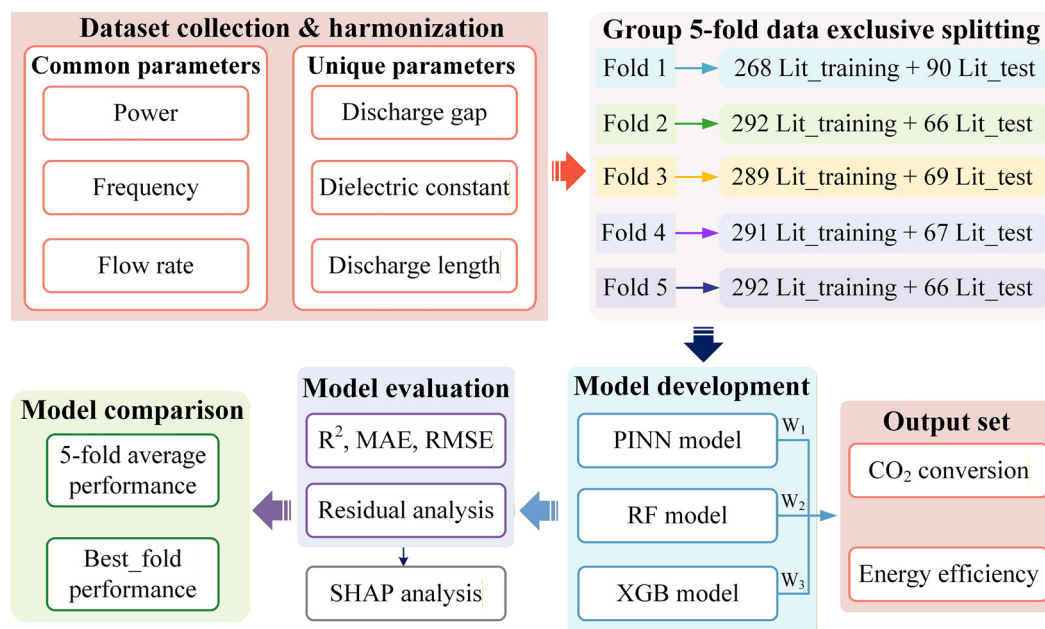 Dataset collection & harmonization
Common parameters
Power
Frequency
Flow rate
Unique parameters
Discharge gap
Dielectric constant
Discharge length
Group 5-fold data exclusive splitting
Fold 1
268 Lit_training + 90 Lit_test
Fold 2
292 Lit_training + 66 Lit_test
Fold 3
289 Lit_training + 69 Lit_test
Fold 4
291 Lit_training + 67 Lit_test
Fold 5
292 Lit_training + 66 Lit_test
Model development
PINN model
W₁
RF model
W₂
XGB model
W₃
Output set
CO₂ conversion
Energy efficiency
Model evaluation
R², MAE, RMSE
Residual analysis
SHAP analysis
Model comparison
5-fold average
performance
Best_fold
performance